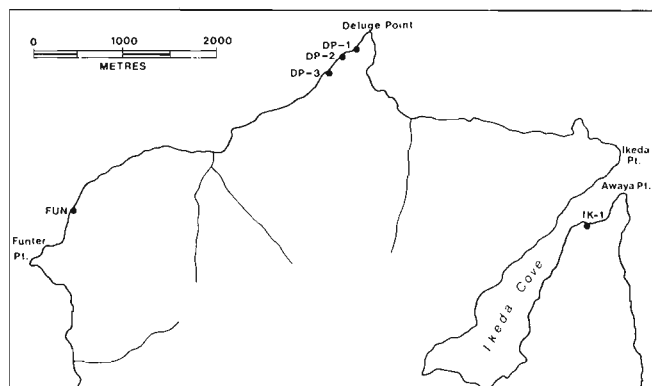 Deluge Point
0 1000 2000
METRES
DP-1
DP-2
DP-3
Ikeda
Pt.
Awaya Pt.
IK-1
FUN
Funter
Pt.
Ikeda Cove